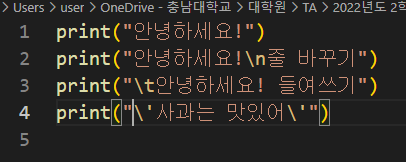 > Users > user > OneDrive - 충남대학교 > 대학원 > TA > 2022년도 2학
1 print("안녕하세요!")
2 print("안녕하세요!\n줄 바꾸기")
3 print("\t안녕하세요! 들여쓰기")
4 print("\'사과는 맛있어\'")
5